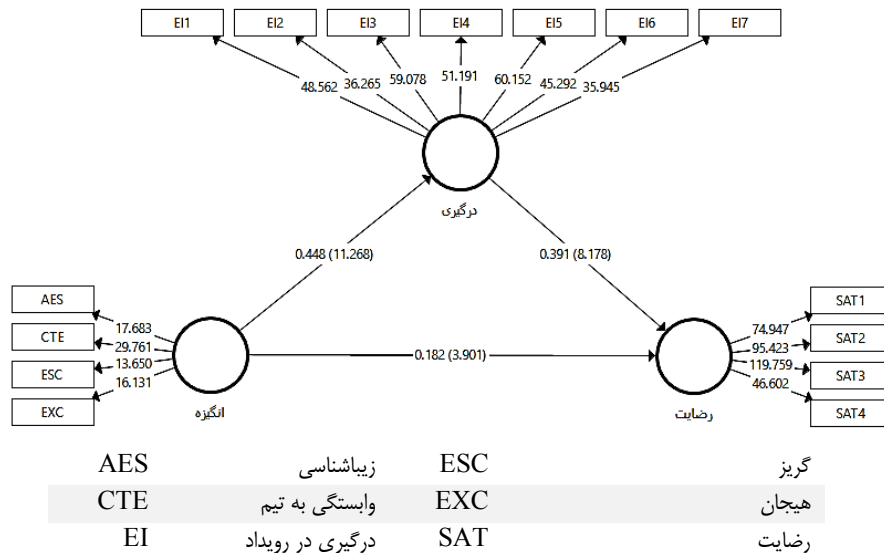 EI1 EI2 EI3 EI4 EI5 EI6 EI7
48.562 36.265 59.078 51.191 60.152 45.292 35.945
درگیری
0.448 (11.268) 0.391 (8.178)
AES 17.683
CTE 29.761
ESC 13.650
EXC 16.131
انگیزه
0.182 (3.901)
74.947 SAT1
95.423 SAT2
119.759 SAT3
46.602 SAT4
رضایت
گریز ESC زیباشناسی AES
هیجان EXC وابستگی به تیم CTE
رضایت SAT درگیری در رویداد EI